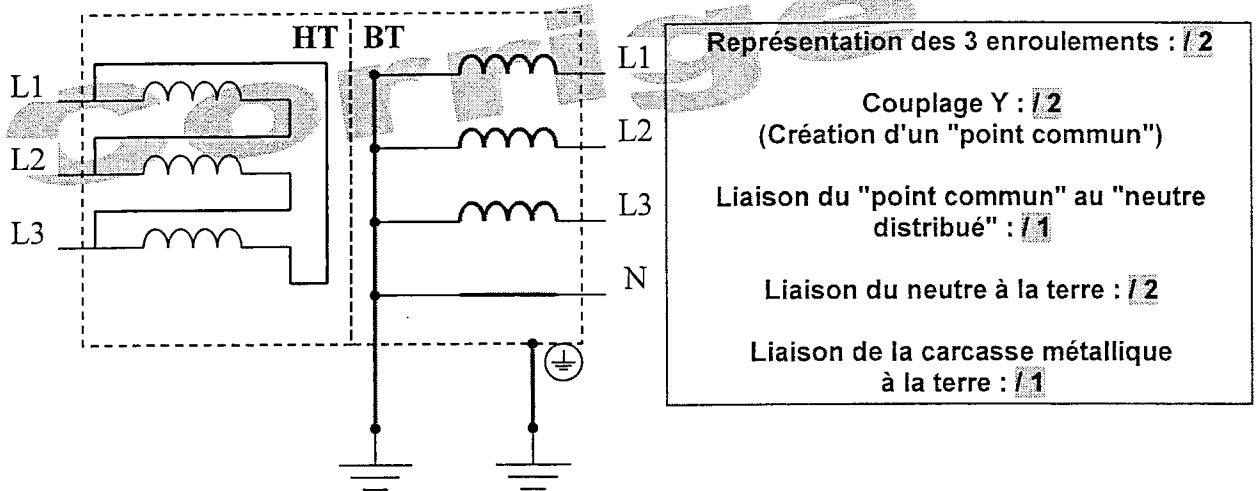 Corrigé
HT BT
L1
L2
L3
L1
L2
L3
N
Représentation des 3 enroulements : / 2
Couplage Y : / 2
(Création d'un "point commun")
Liaison du "point commun" au "neutre
distribué" : / 1
Liaison du neutre à la terre : / 2
Liaison de la carcasse métallique
à la terre : / 1